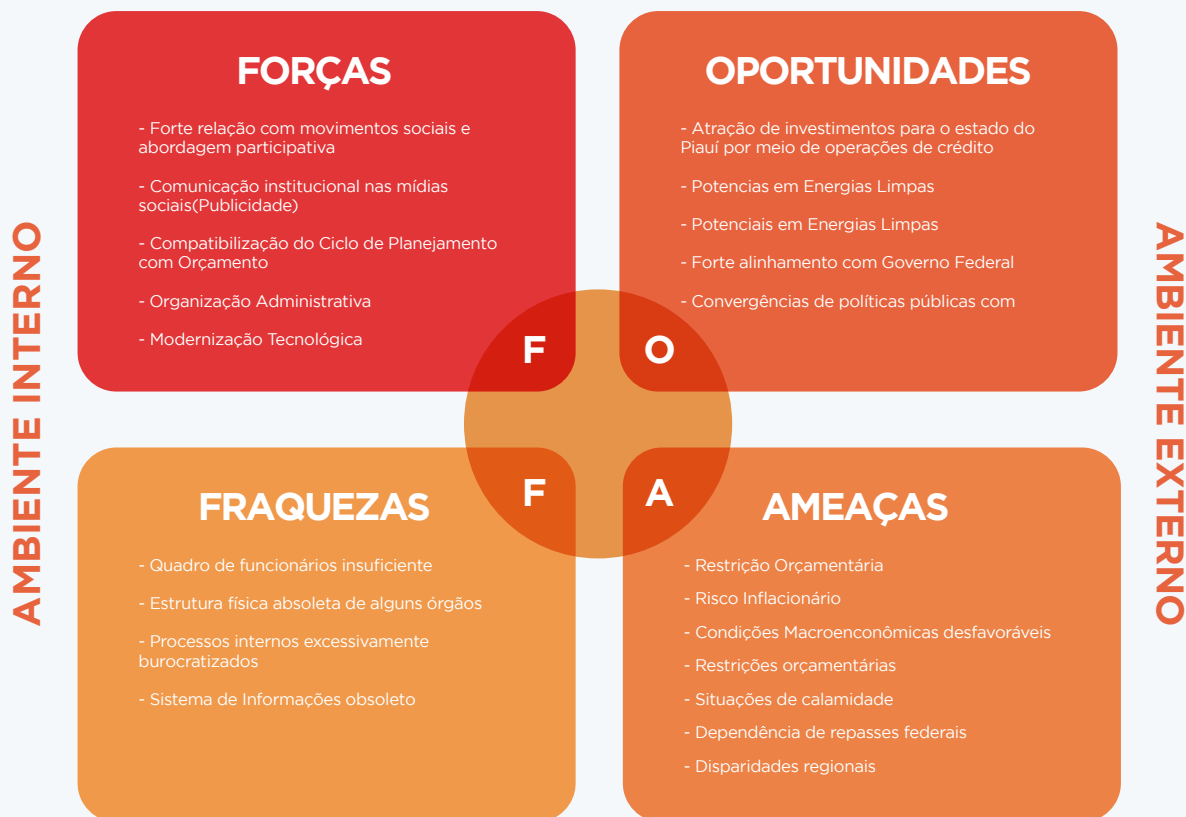 AMBIENTE INTERNO
FORÇAS
- Forte relação com movimentos sociais e
abordagem participativa
- Comunicação institucional nas mídias
sociais(Publicidade)
- Compatibilização do Ciclo de Planejamento
com Orçamento
- Organização Administrativa
- Modernização Tecnológica
F
OPORTUNIDADES
- Atração de investimentos para o estado do
Piauí por meio de operações de crédito
- Potencias em Energias Limpas
- Potenciais em Energias Limpas
- Forte alinhamento com Governo Federal
- Convergências de políticas públicas com
O
FRAQUEZAS
- Quadro de funcionários insuficiente
- Estrutura física absoleta de alguns órgãos
- Processos internos excessivamente
burocratizados
- Sistema de Informações obsoleto
F
AMEAÇAS
- Restrição Orçamentária
- Risco Inflacionário
- Condições Macroenconômicas desfavoráveis
- Restrições orçamentárias
- Situações de calamidade
- Dependência de repasses federais
- Disparidades regionais
A
AMBIENTE EXTERNO